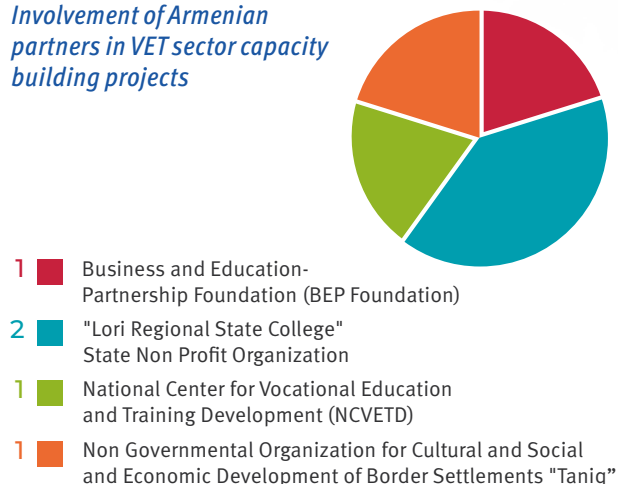 Involvement of Armenian
partners in VET sector capacity
building projects
1 Business and Education-
Partnership Foundation (BEP Foundation)
2 "Lori Regional State College"
State Non Profit Organization
1 National Center for Vocational Education
and Training Development (NCVETD)
1 Non Governmental Organization for Cultural and Social
and Economic Development of Border Settlements "Taniq”